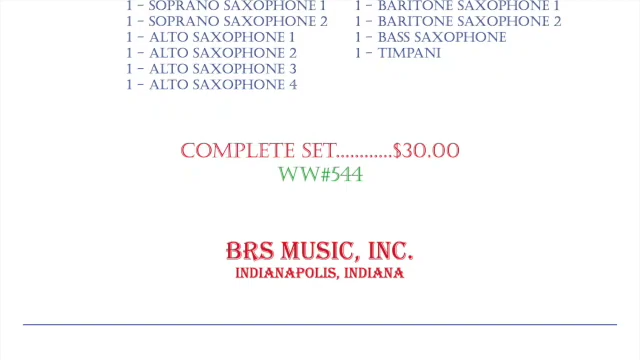 1 - SOPRANO SAXOPHONE 1
1 - SOPRANO SAXOPHONE 2
1 - ALTO SAXOPHONE 1
1 - ALTO SAXOPHONE 2
1 - ALTO SAXOPHONE 3
1 - ALTO SAXOPHONE 4
1 - BARITONE SAXOPHONE 1
1 - BARITONE SAXOPHONE 2
1 - BASS SAXOPHONE
1 - TIMPANI
COMPLETE SET............$30.00
WW#544
BRS MUSIC, INC.
INDIANAPOLIS, INDIANA